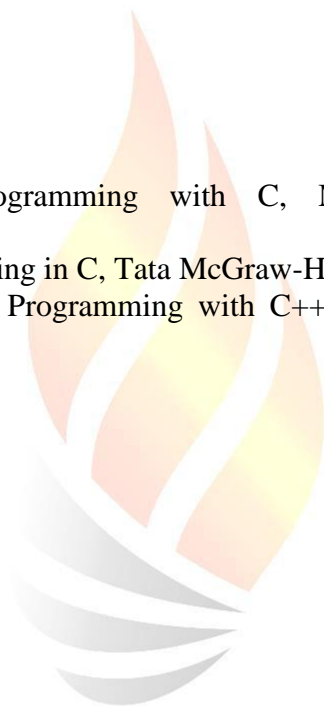 ogramming with C,
ing in C, Tata McGraw-H
Programming with C++